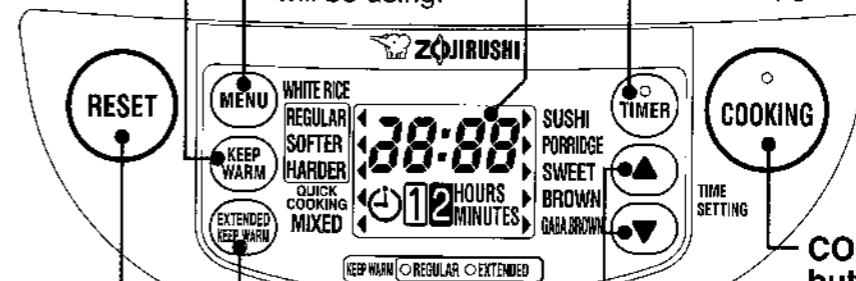 will be using.
ZOJIRUSHI
RESET
MENU
KEEP
WARM
EXTENDED
KEEP WARM
WHITE RICE
REGULAR
SOFTER
HARDER
QUICK
COOKING
MIXED
38:88
12 HOURS
MINUTES
SUSHI
PORRIDGE
SWEET
BROWN
GABA BROWN
TIMER
TIME
SETTING
COOKING
KEEP WARM REGULAR EXTENDED
CO
but